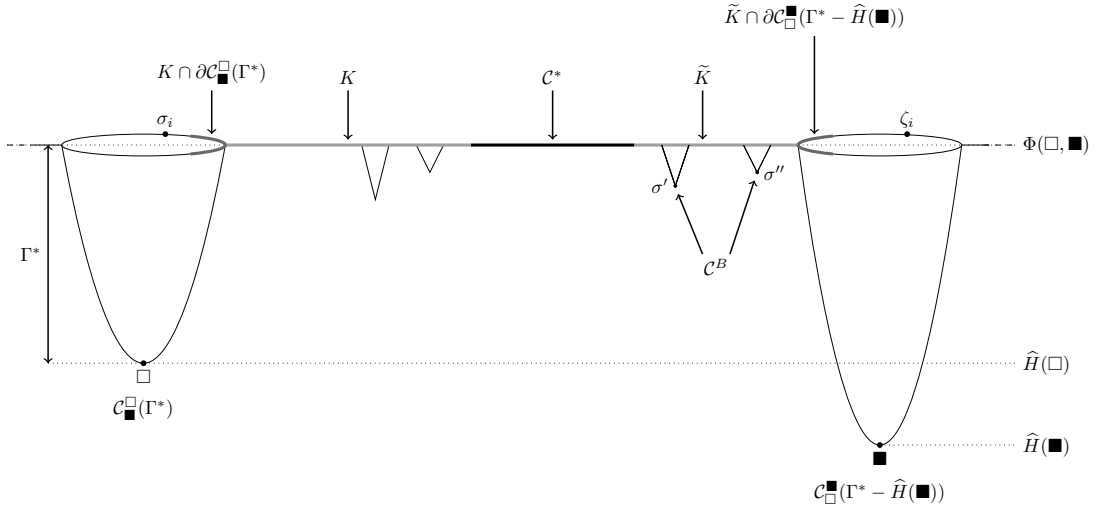 K̃ ∩ ∂𝒞^■_□(Γ* − Ĥ(■))
K ∩ ∂𝒞^□_■(Γ*)
K
𝒞*
K̃
σ_i
ζ_i
Φ(□, ■)
σ′
σ″
Γ*
𝒞^B
Ĥ(□)
□
𝒞^□_■(Γ*)
Ĥ(■)
■
𝒞^■_□(Γ* − Ĥ(■))